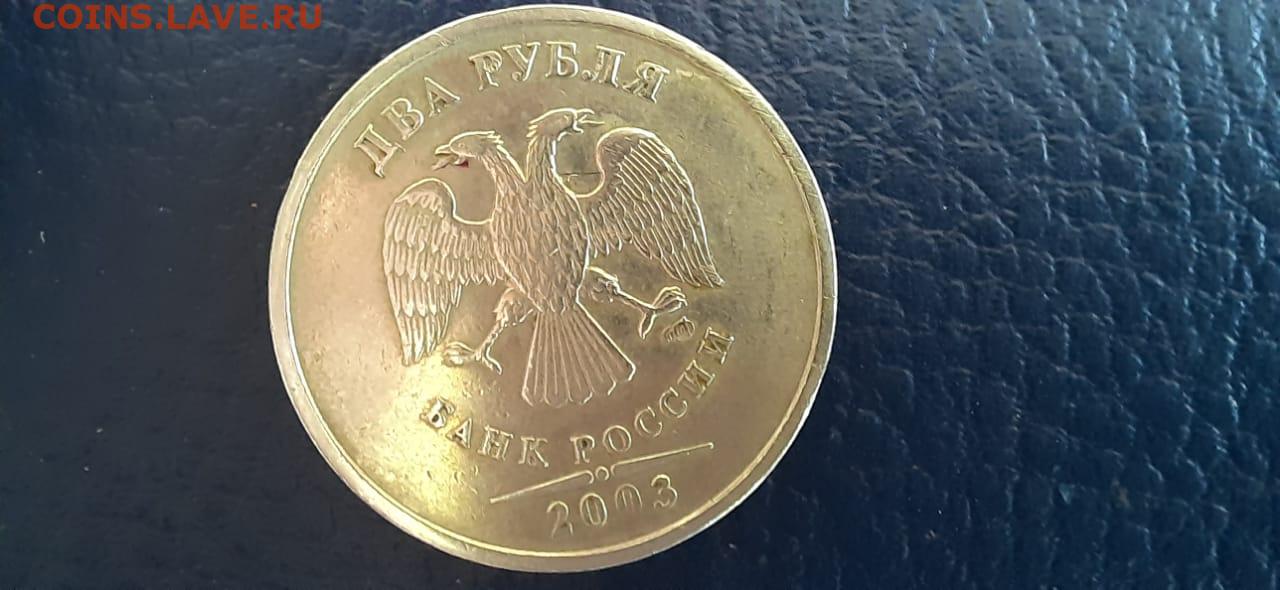 COINS.LAVE.RU
ДВА РУБЛЯ
БАНК РОССИИ
2003